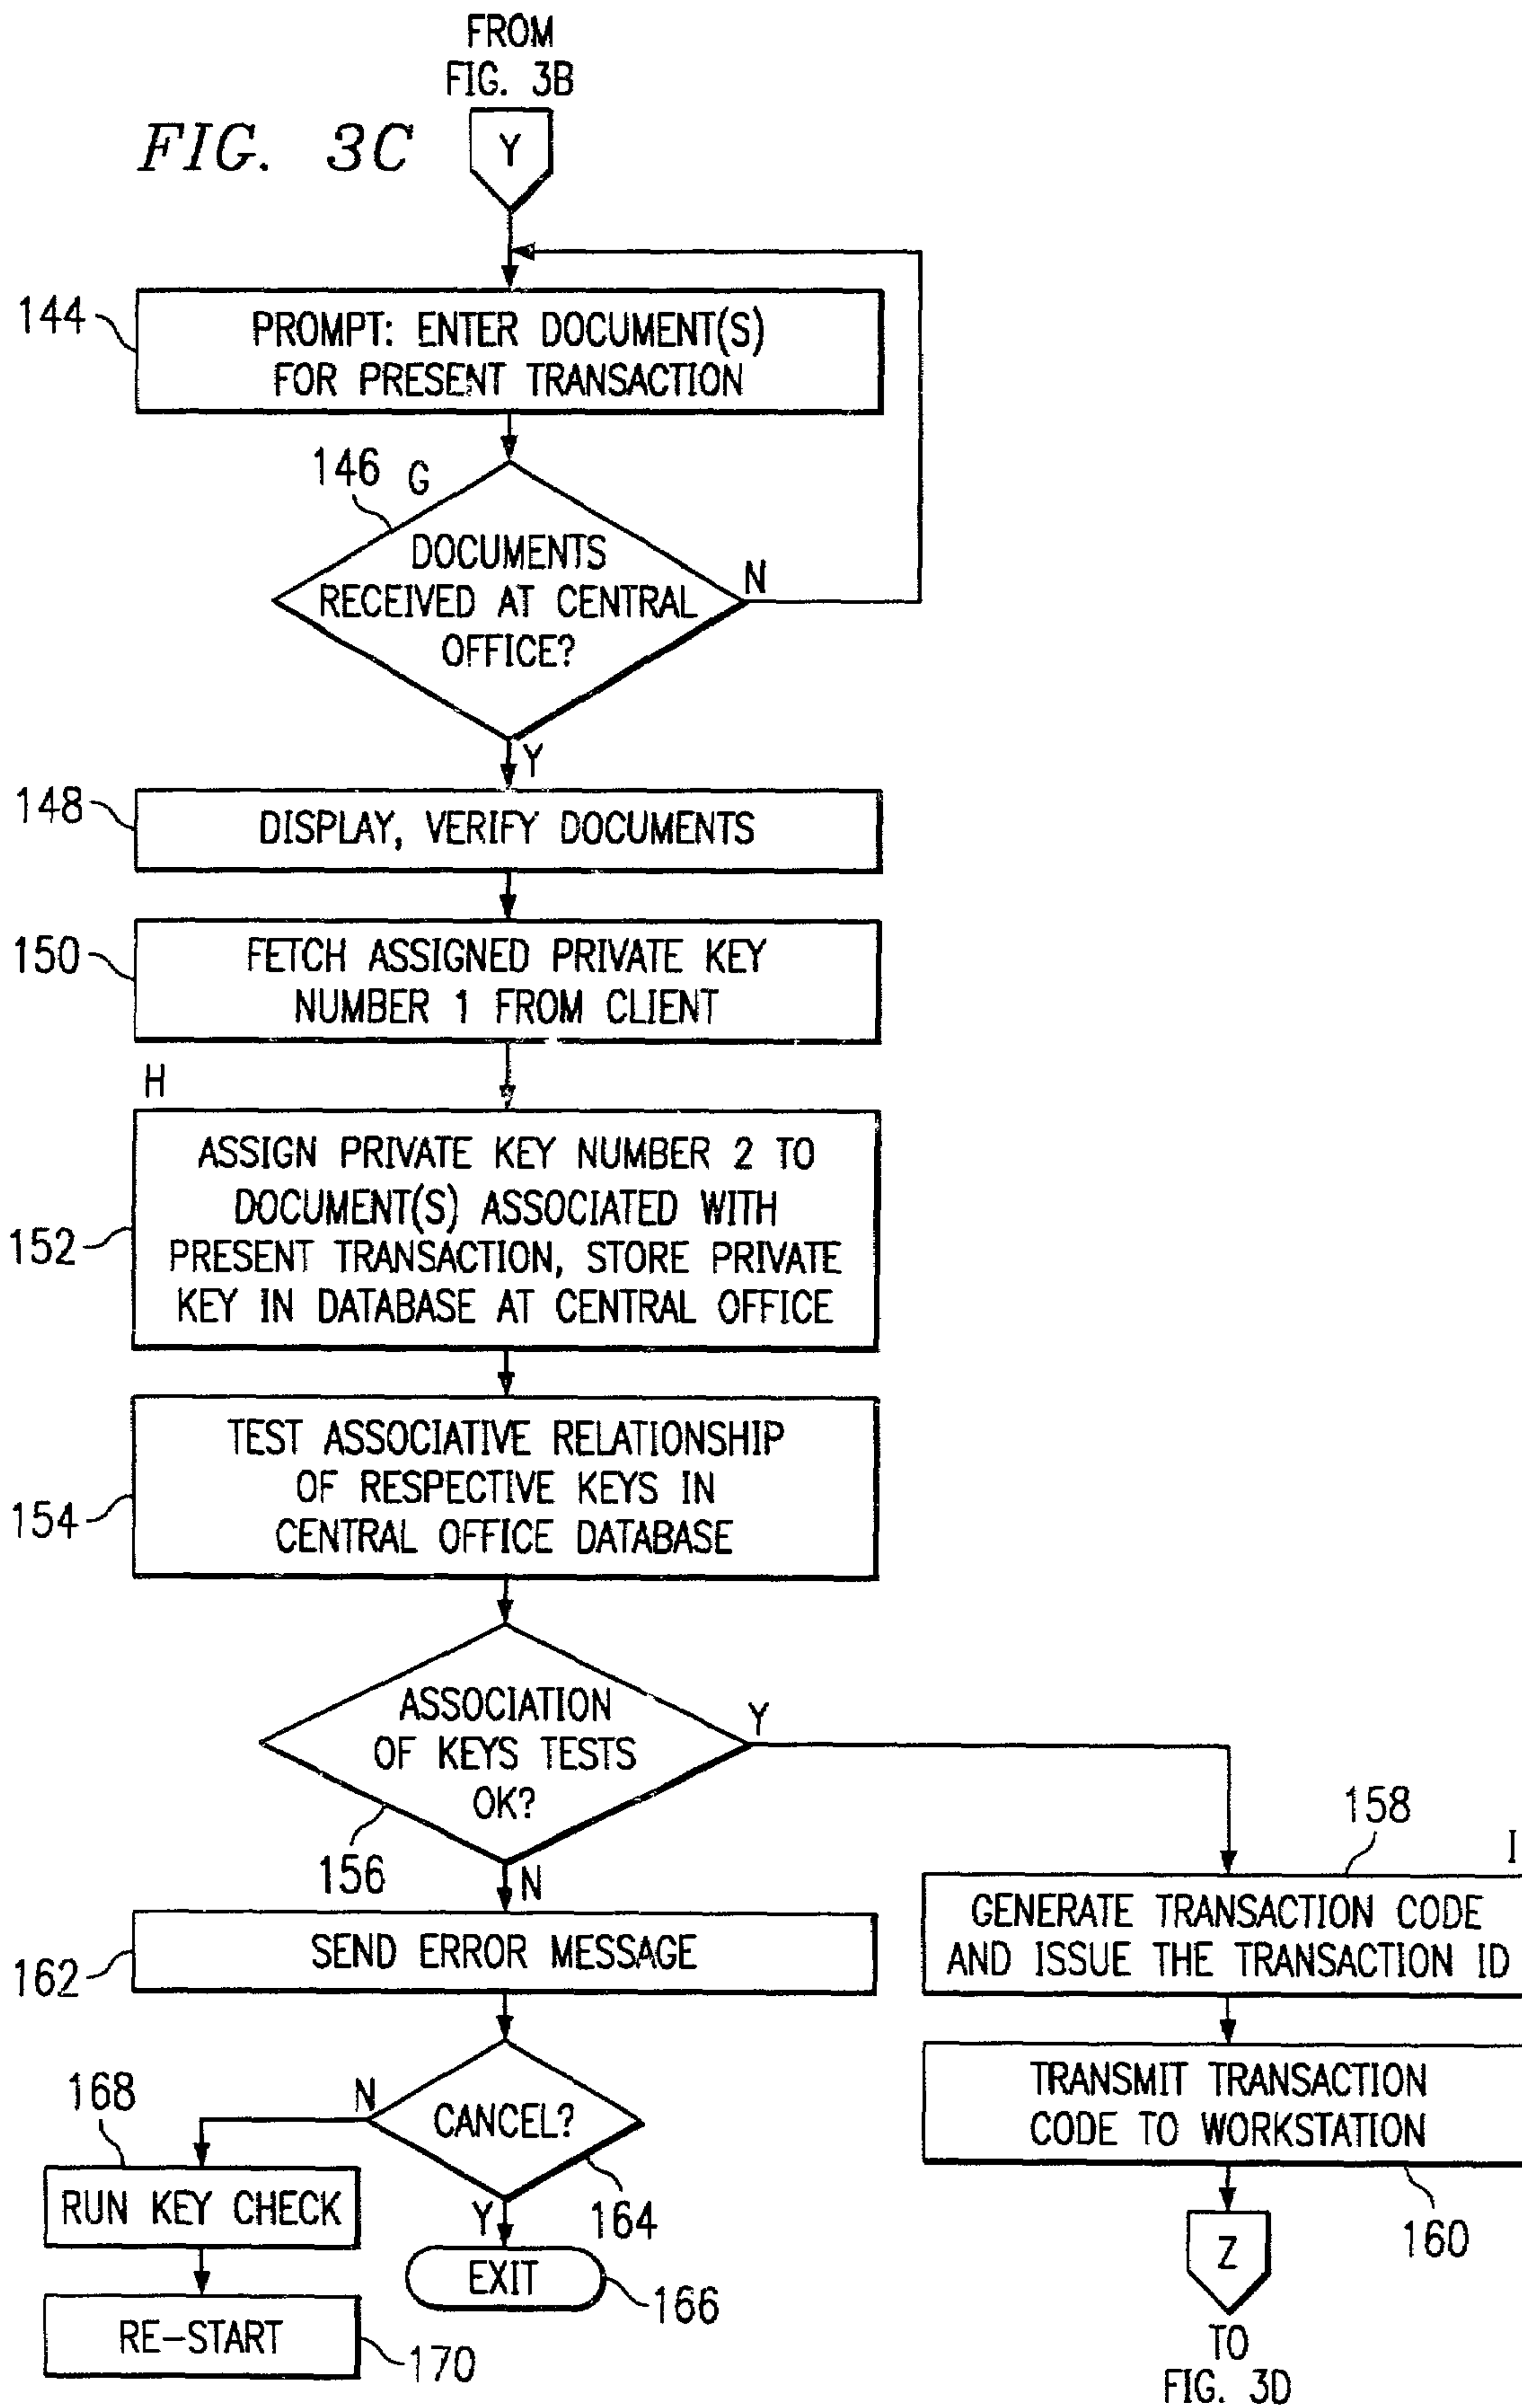 FROM
FIG. 3B
FIG. 3C
Y
144
PROMPT: ENTER DOCUMENT(S)
FOR PRESENT TRANSACTION
146
G
DOCUMENTS
RECEIVED AT CENTRAL
OFFICE?
N
Y
148
DISPLAY, VERIFY DOCUMENTS
150
FETCH ASSIGNED PRIVATE KEY
NUMBER 1 FROM CLIENT
H
152
ASSIGN PRIVATE KEY NUMBER 2 TO
DOCUMENT(S) ASSOCIATED WITH
PRESENT TRANSACTION, STORE PRIVATE
KEY IN DATABASE AT CENTRAL OFFICE
154
TEST ASSOCIATIVE RELATIONSHIP
OF RESPECTIVE KEYS IN
CENTRAL OFFICE DATABASE
ASSOCIATION
OF KEYS TESTS
OK?
Y
156
N
158
I
GENERATE TRANSACTION CODE
AND ISSUE THE TRANSACTION ID
162
SEND ERROR MESSAGE
TRANSMIT TRANSACTION
CODE TO WORKSTATION
160
Z
TO
FIG. 3D
CANCEL?
N
164
Y
168
RUN KEY CHECK
EXIT
166
RE-START
170